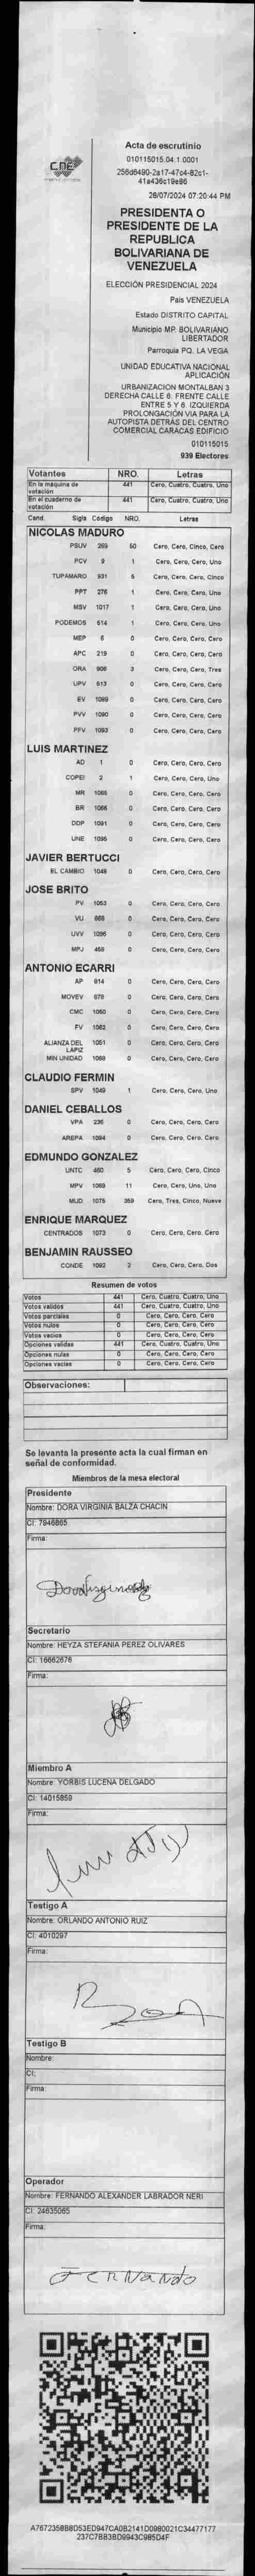 CNE
Acta de escrutinio
010115015.04.1.0001
256d6490-2a17-47c4-82c1-
41a436c19e86
28/07/2024 07:20:44 PM
PRESIDENTA O
PRESIDENTE DE LA
REPUBLICA
BOLIVARIANA DE
VENEZUELA
ELECCIÓN PRESIDENCIAL 2024
Pais VENEZUELA
Estado DISTRITO CAPITAL
Municipio MP. BOLIVARIANO
LIBERTADOR
Parroquia PQ. LA VEGA
UNIDAD EDUCATIVA NACIONAL
APLICACIÓN
URBANIZACION MONTALBAN 3
DERECHA CALLE 6. FRENTE CALLE
ENTRE 5 Y 6. IZQUIERDA
PROLONGACIÓN VIA PARA LA
AUTOPISTA DETRÁS DEL CENTRO
COMERCIAL CARACAS EDIFICIO
010115015
939 Electores
Votantes NRO. Letras
En la máquina de votación 441 Cero, Cuatro, Cuatro, Uno
En el cuaderno de votación 441 Cero, Cuatro, Cuatro, Uno
Cand. Sigla Código NRO. Letras
NICOLAS MADURO
PSUV 269 60 Cero, Cero, Cinco, Cero
PCV 9 1 Cero, Cero, Cero, Uno
TUPAMARO 931 5 Cero, Cero, Cero, Cinco
PPT 276 1 Cero, Cero, Cero, Uno
MSV 1017 1 Cero, Cero, Cero, Uno
PODEMOS 514 1 Cero, Cero, Cero, Uno
MEP 6 0 Cero, Cero, Cero, Cero
APC 219 0 Cero, Cero, Cero, Cero
ORA 906 3 Cero, Cero, Cero, Tres
UPV 613 0 Cero, Cero, Cero, Cero
EV 1089 0 Cero, Cero, Cero, Cero
PVV 1090 0 Cero, Cero, Cero, Cero
PFV 1093 0 Cero, Cero, Cero, Cero
LUIS MARTINEZ
AD 1 0 Cero, Cero, Cero, Cero
COPEI 2 1 Cero, Cero, Cero, Uno
MR 1065 0 Cero, Cero, Cero, Cero
BR 1066 0 Cero, Cero, Cero, Cero
DDP 1091 0 Cero, Cero, Cero, Cero
UNE 1095 0 Cero, Cero, Cero, Cero
JAVIER BERTUCCI
EL CAMBIO 1048 0 Cero, Cero, Cero, Cero
JOSE BRITO
PV 1053 0 Cero, Cero, Cero, Cero
VU 868 0 Cero, Cero, Cero, Cero
UVV 1096 0 Cero, Cero, Cero, Cero
MPJ 458 0 Cero, Cero, Cero, Cero
ANTONIO ECARRI
AP 914 0 Cero, Cero, Cero, Cero
MOVEV 678 0 Cero, Cero, Cero, Cero
CMC 1060 0 Cero, Cero, Cero, Cero
FV 1062 0 Cero, Cero, Cero, Cero
ALIANZA DEL LAPIZ 1051 0 Cero, Cero, Cero, Cero
MIN UNIDAD 1068 0 Cero, Cero, Cero, Cero
CLAUDIO FERMIN
SPV 1049 1 Cero, Cero, Cero, Uno
DANIEL CEBALLOS
VPA 236 0 Cero, Cero, Cero, Cero
AREPA 1094 0 Cero, Cero, Cero, Cero
EDMUNDO GONZALEZ
UNTC 460 5 Cero, Cero, Cero, Cinco
MPV 1069 11 Cero, Cero, Uno, Uno
MUD 1075 359 Cero, Tres, Cinco, Nueve
ENRIQUE MARQUEZ
CENTRADOS 1073 0 Cero, Cero, Cero, Cero
BENJAMIN RAUSSEO
CONDE 1092 2 Cero, Cero, Cero, Dos
Resumen de votos
Votos 441 Cero, Cuatro, Cuatro, Uno
Votos validos 441 Cero, Cuatro, Cuatro, Uno
Votos parciales 0 Cero, Cero, Cero, Cero
Votos nulos 0 Cero, Cero, Cero, Cero
Votos vacios 0 Cero, Cero, Cero, Cero
Opciones validas 441 Cero, Cuatro, Cuatro, Uno
Opciones nulas 0 Cero, Cero, Cero, Cero
Opciones vacias 0 Cero, Cero, Cero, Cero
Observaciones:
Se levanta la presente acta la cual firman en
señal de conformidad.
Miembros de la mesa electoral
Presidente
Nombre: DORA VIRGINIA BALZA CHACIN
CI: 7946865
Firma:
Secretario
Nombre: HEYZA STEFANIA PEREZ OLIVARES
CI: 16662676
Firma:
Miembro A
Nombre: YORBIS LUCENA DELGADO
CI: 14015859
Firma:
Testigo A
Nombre: ORLANDO ANTONIO RUIZ
CI: 4010297
Firma:
Testigo B
Nombre:
CI:
Firma:
Operador
Nombre: FERNANDO ALEXANDER LABRADOR NERI
CI: 24635065
Firma:
Fernando
A7672358B8D53ED947CA0B2141D0980021C34477177
237C7BB3BD9943C985D4F